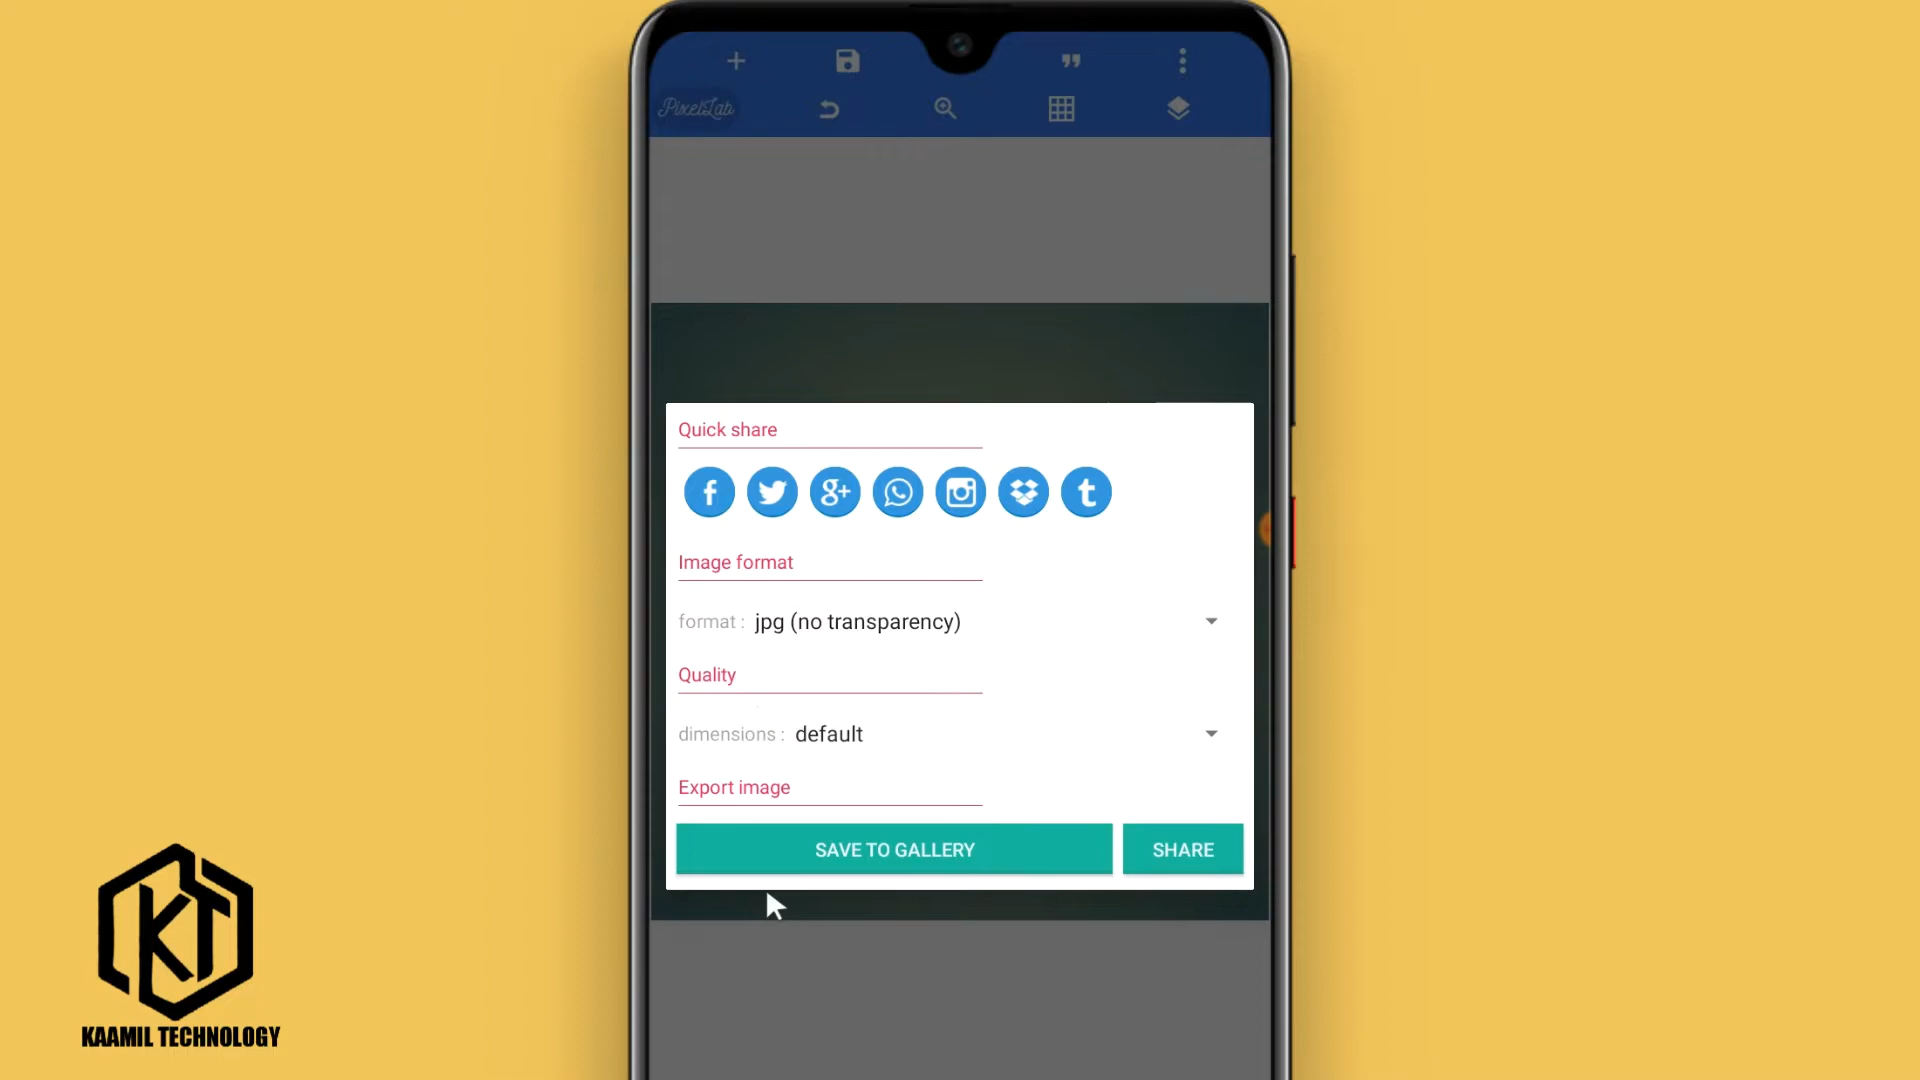 PixelLab
Quick share
Image format
format : jpg (no transparency)
Quality
dimensions : default
Export image
SAVE TO GALLERY
SHARE
KT
KAAMIL TECHNOLOGY